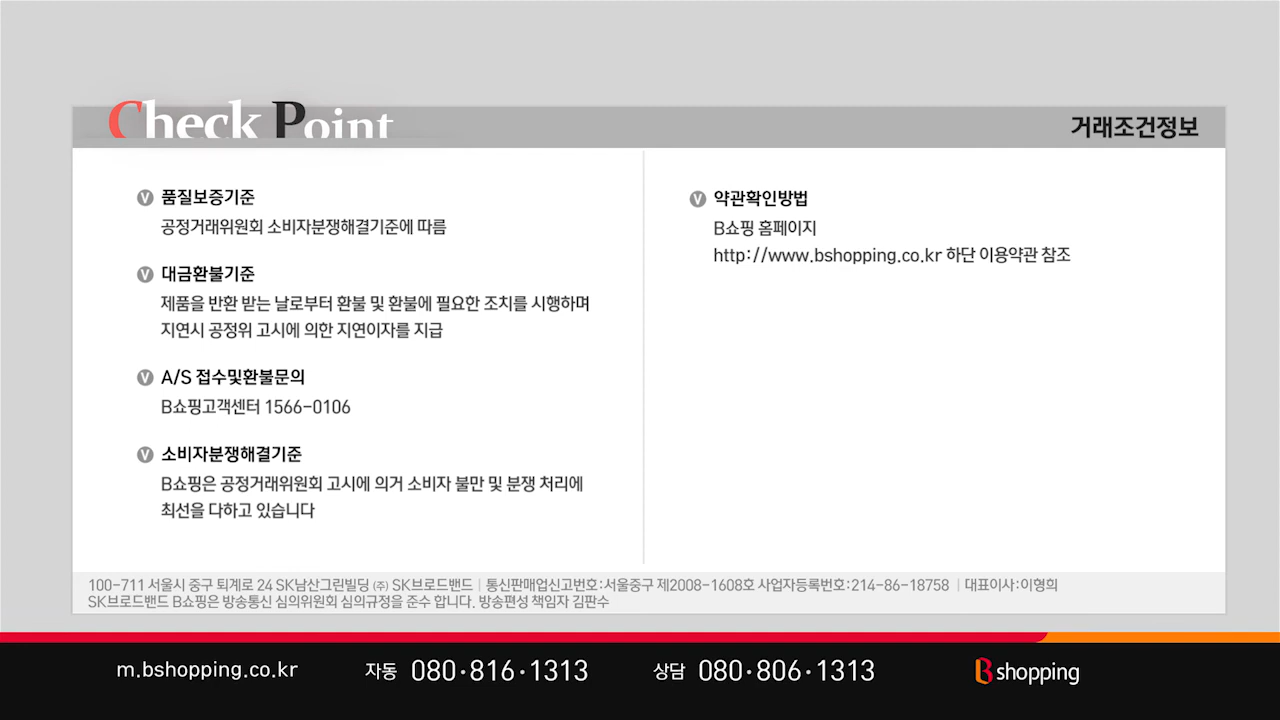 Check Point
거래조건정보
V 품질보증기준
공정거래위원회 소비자분쟁해결기준에 따름
V 대금환불기준
제품을 반환 받는 날로부터 환불 및 환불에 필요한 조치를 시행하며
지연시 공정위 고시에 의한 지연이자를 지급
V A/S 접수및환불문의
B쇼핑고객센터 1566-0106
V 소비자분쟁해결기준
B쇼핑은 공정거래위원회 고시에 의거 소비자 불만 및 분쟁 처리에
최선을 다하고 있습니다
V 약관확인방법
B쇼핑 홈페이지
http://www.bshopping.co.kr 하단 이용약관 참조
100-711 서울시 중구 퇴계로 24 SK남산그린빌딩 (주) SK브로드밴드 | 통신판매업신고번호:서울중구 제2008-1608호 사업자등록번호:214-86-18758 | 대표이사:이형희
SK브로드밴드 B쇼핑은 방송통신 심의위원회 심의규정을 준수 합니다. 방송편성 책임자 김판수
m.bshopping.co.kr 자동 080·816·1313 상담 080·806·1313 B shopping